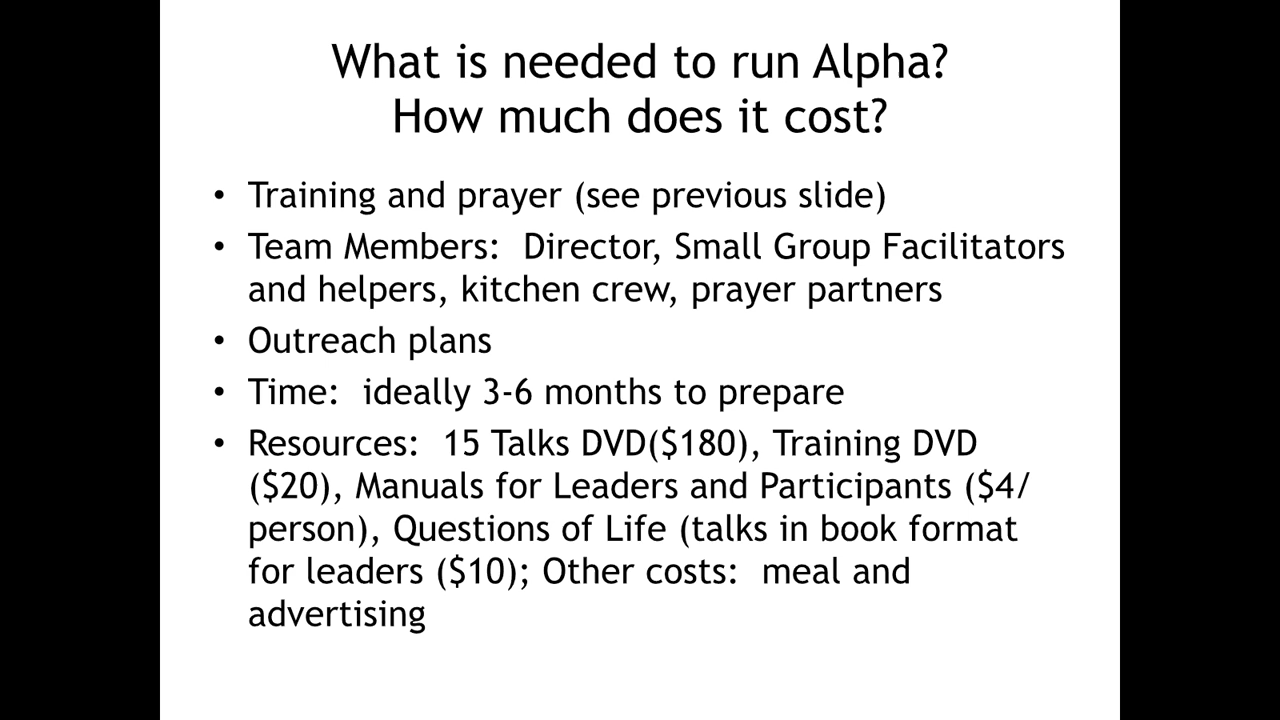 What is needed to run Alpha?
How much does it cost?
• Training and prayer (see previous slide)
• Team Members:  Director, Small Group Facilitators
and helpers, kitchen crew, prayer partners
• Outreach plans
• Time:  ideally 3-6 months to prepare
• Resources:  15 Talks DVD($180), Training DVD
($20), Manuals for Leaders and Participants ($4/
person), Questions of Life (talks in book format
for leaders ($10); Other costs:  meal and
advertising